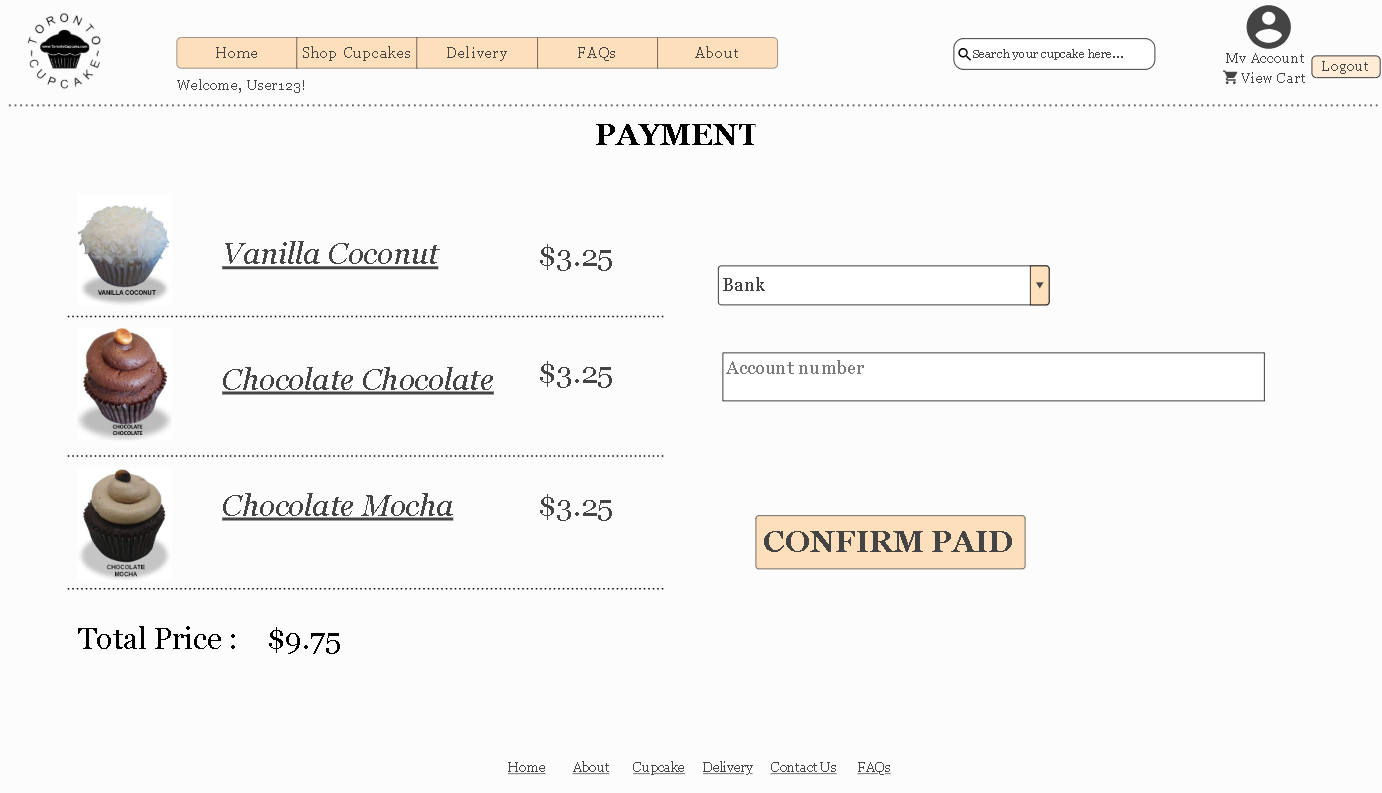 TORONTO
www.TorontoCupcake.com
CUPCAKE
Home Shop Cupcakes Delivery FAQs About
Search your cupcake here...
My Account
View Cart
Logout
Welcome, User123!
PAYMENT
VANILLA COCONUT
Vanilla Coconut $3.25
Bank
CHOCOLATE
CHOCOLATE
Chocolate Chocolate $3.25
Account number
CHOCOLATE
MOCHA
Chocolate Mocha $3.25
CONFIRM PAID
Total Price : $9.75
Home About Cupcake Delivery Contact Us FAQs